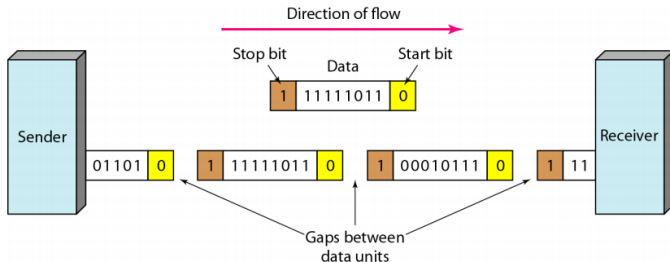 Direction of flow
Stop bit Start bit
Data
1 11111011 0
Sender
Receiver
01101 0 1 11111011 0 1 00010111 0 1 11
Gaps between
data units